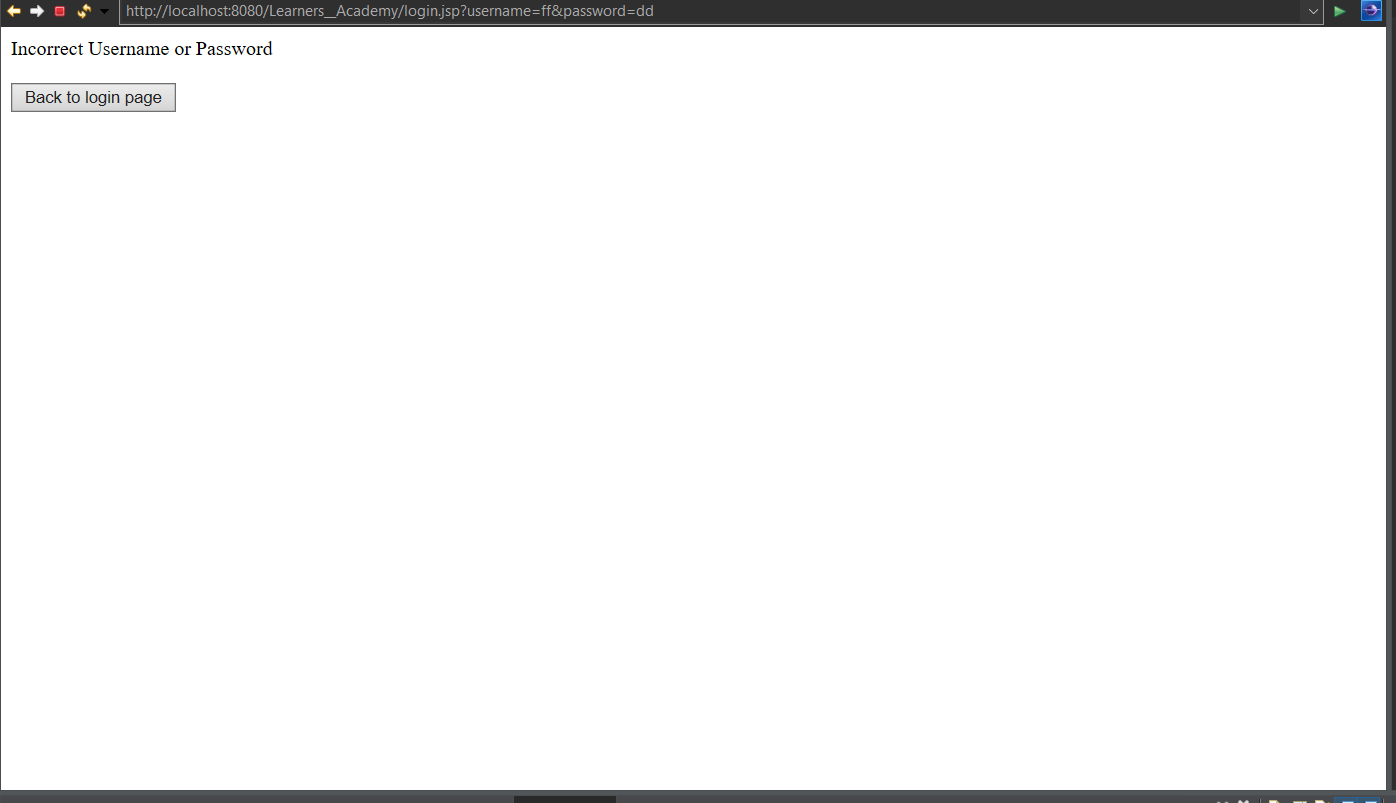 http://localhost:8080/Learners__Academy/login.jsp?username=ff&password=dd
Incorrect Username or Password
Back to login page